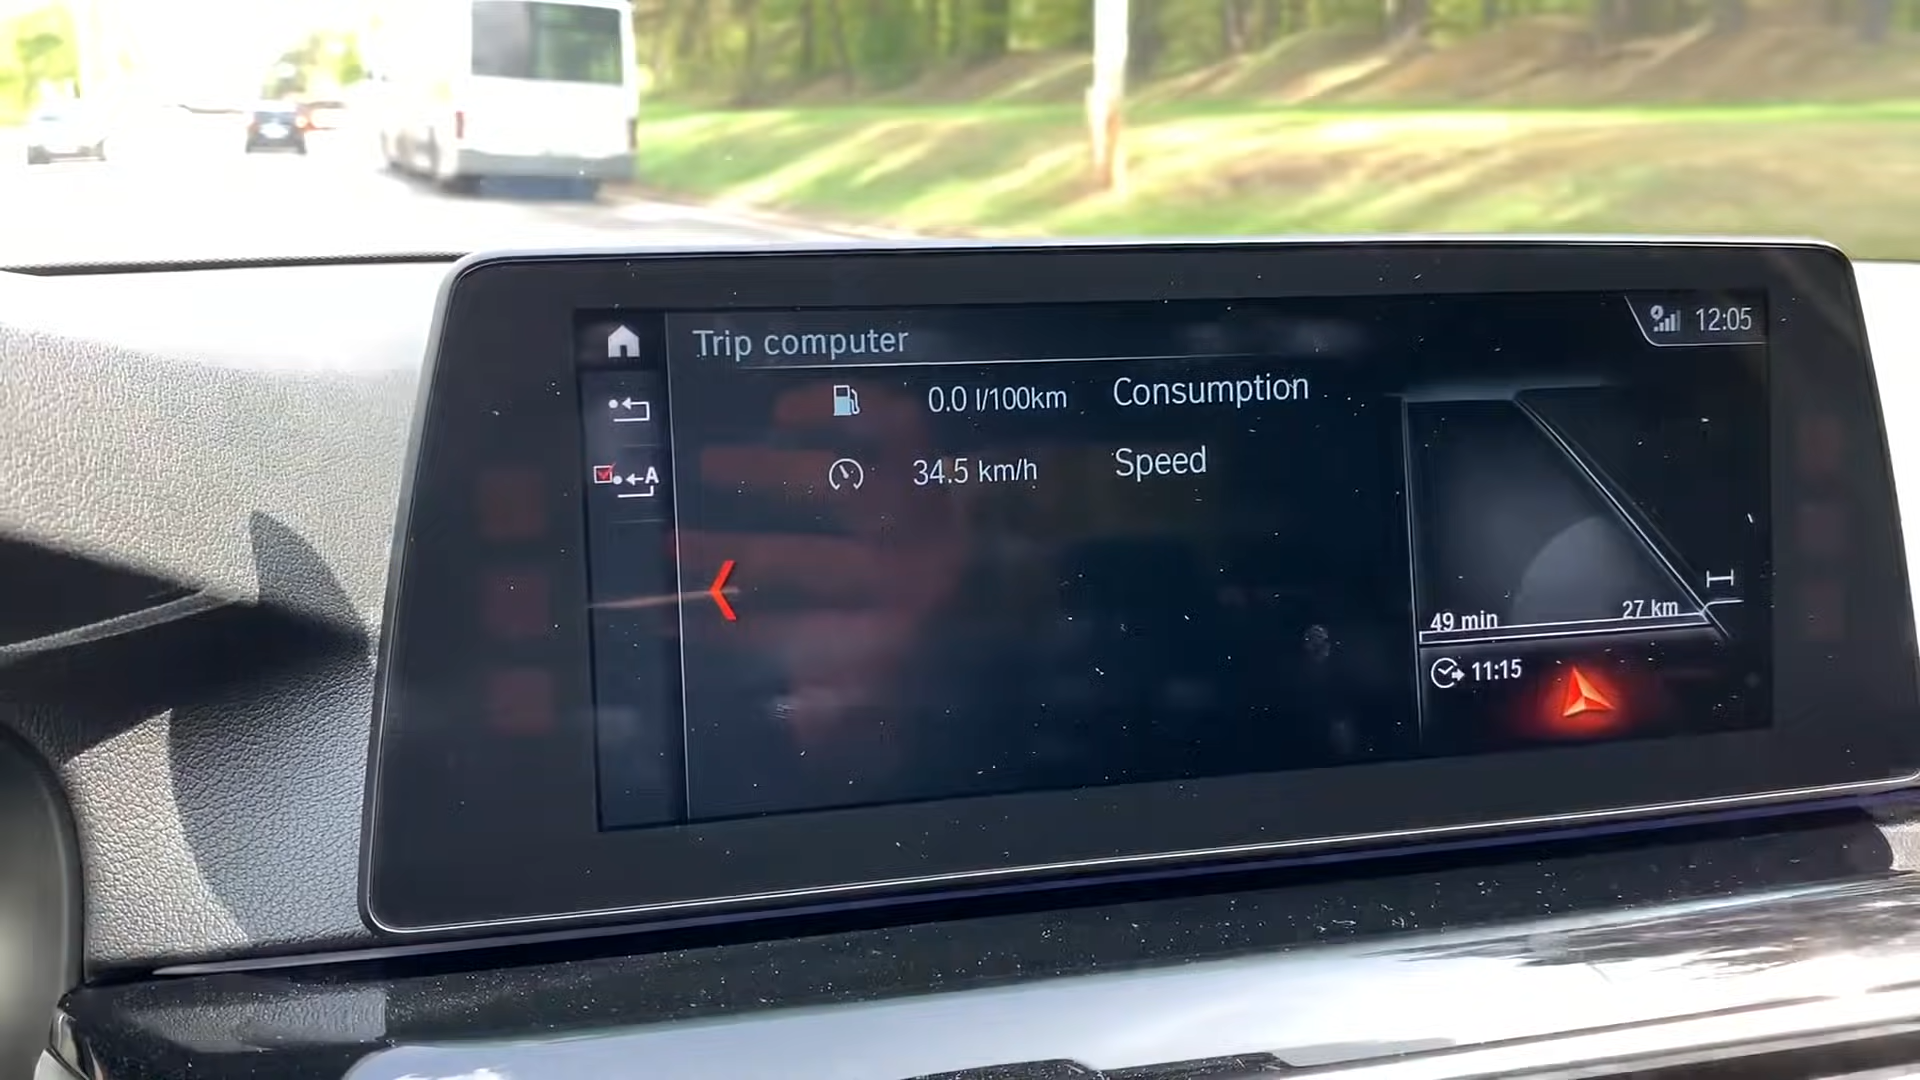 12:05
Trip computer
0.0 l/100km Consumption
34.5 km/h Speed
A
49 min 27 km
11:15